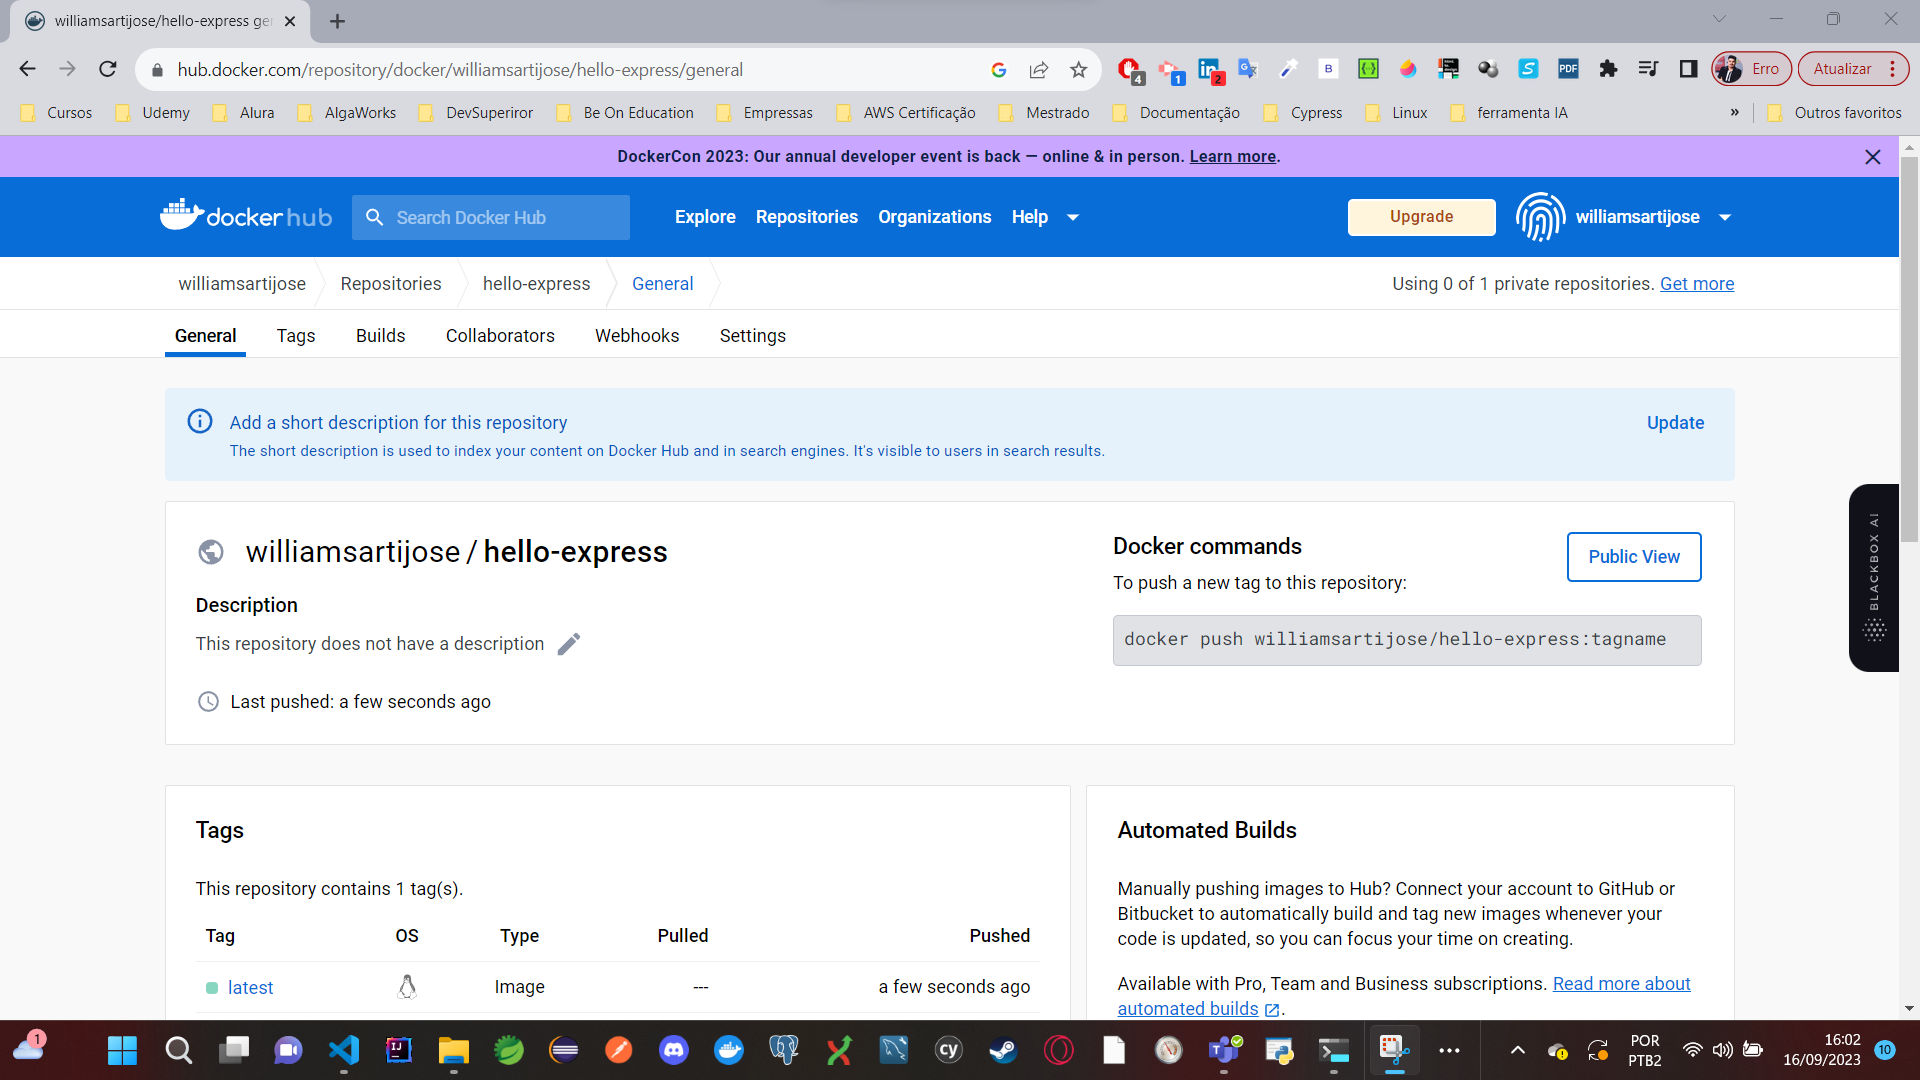 williamsartijose/hello-express ger
hub.docker.com/repository/docker/williamsartijose/hello-express/general
4
1
2
B
PDF
Erro
Atualizar
Cursos
Udemy
Alura
AlgaWorks
DevSuperiror
Be On Education
Empressas
AWS Certificação
Mestrado
Documentação
Cypress
Linux
ferramenta IA
»
Outros favoritos
DockerCon 2023: Our annual developer event is back — online & in person. Learn more.
docker hub
Search Docker Hub
Explore
Repositories
Organizations
Help
Upgrade
williamsartijose
williamsartijose
Repositories
hello-express
General
Using 0 of 1 private repositories. Get more
General
Tags
Builds
Collaborators
Webhooks
Settings
Add a short description for this repository
Update
The short description is used to index your content on Docker Hub and in search engines. It's visible to users in search results.
BLACKBOX AI
williamsartijose / hello-express
Description
This repository does not have a description
Last pushed: a few seconds ago
Docker commands
Public View
To push a new tag to this repository:
docker push williamsartijose/hello-express:tagname
Tags
This repository contains 1 tag(s).
Tag
OS
Type
Pulled
Pushed
latest
Image
---
a few seconds ago
Automated Builds
Manually pushing images to Hub? Connect your account to GitHub or
Bitbucket to automatically build and tag new images whenever your
code is updated, so you can focus your time on creating.
Available with Pro, Team and Business subscriptions. Read more about
automated builds.
1
IJ
cy
POR
PTB2
16:02
16/09/2023
10